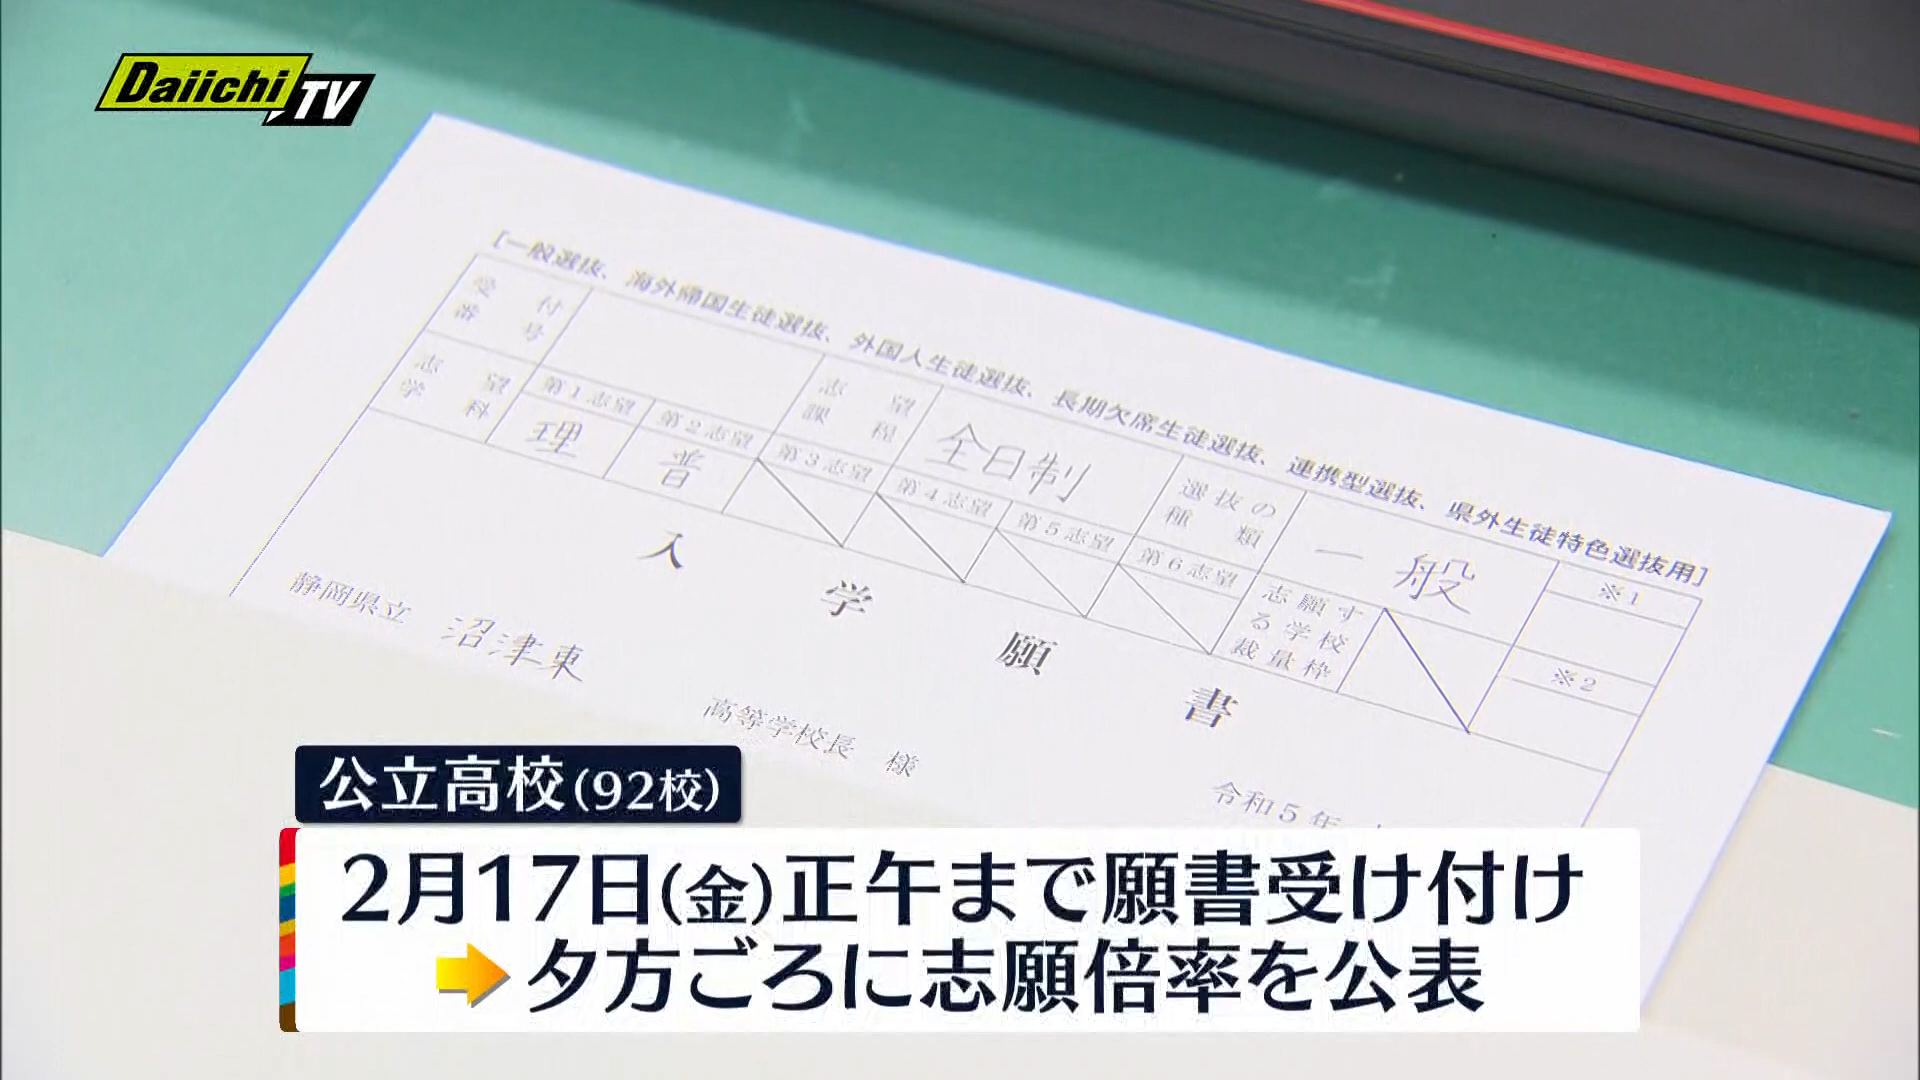 Daiichi TV
[一般選抜、海外帰国生徒選抜、外国人生徒選抜、長期欠席生徒選抜、連携型選抜、県外生徒特色選抜用]
受付番号
志望課程
全日制
選抜の種類
一般
※1
志望学科
第1志望
第2志望
第3志望
第4志望
第5志望
第6志望
理
普
志願する学校裁量枠
※2
入学願書
静岡県立 沼津東 高等学校長 様
令和5年
公立高校(92校)
2月17日(金)正午まで願書受け付け
➡夕方ごろに志願倍率を公表